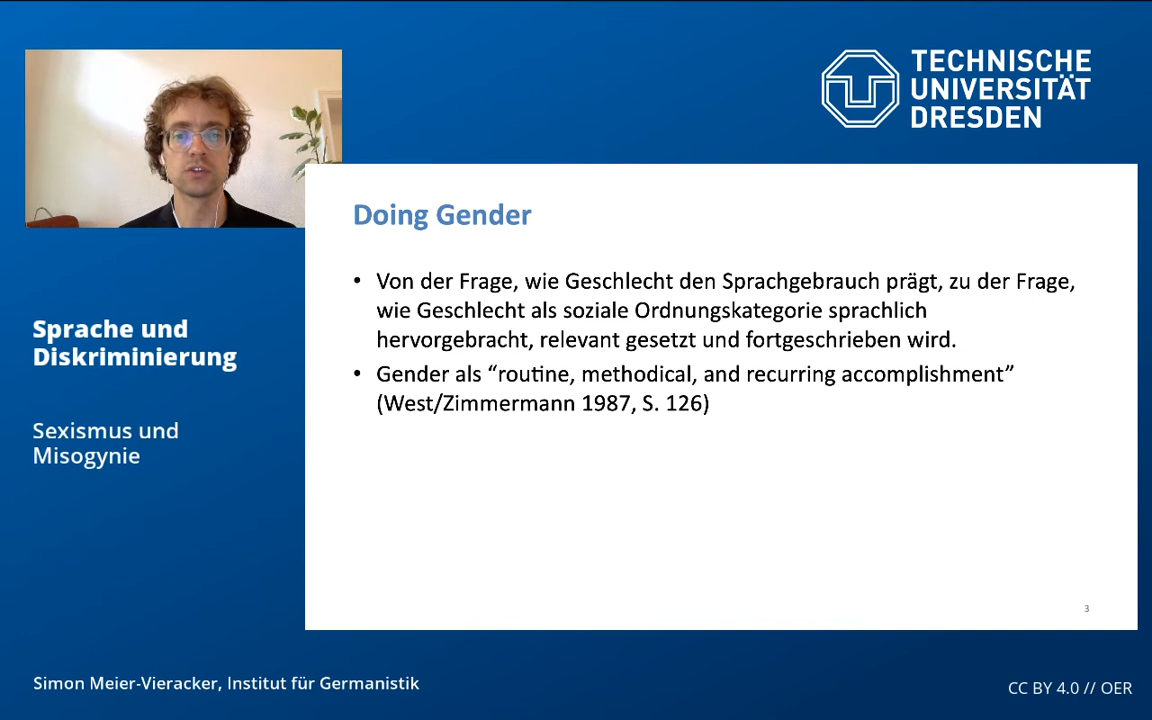 TECHNISCHE
UNIVERSITÄT
DRESDEN
Doing Gender
• Von der Frage, wie Geschlecht den Sprachgebrauch prägt, zu der Frage,
wie Geschlecht als soziale Ordnungskategorie sprachlich
hervorgebracht, relevant gesetzt und fortgeschrieben wird.
• Gender als “routine, methodical, and recurring accomplishment”
(West/Zimmermann 1987, S. 126)
3
Sprache und
Diskriminierung
Sexismus und
Misogynie
Simon Meier-Vieracker, Institut für Germanistik
CC BY 4.0 // OER